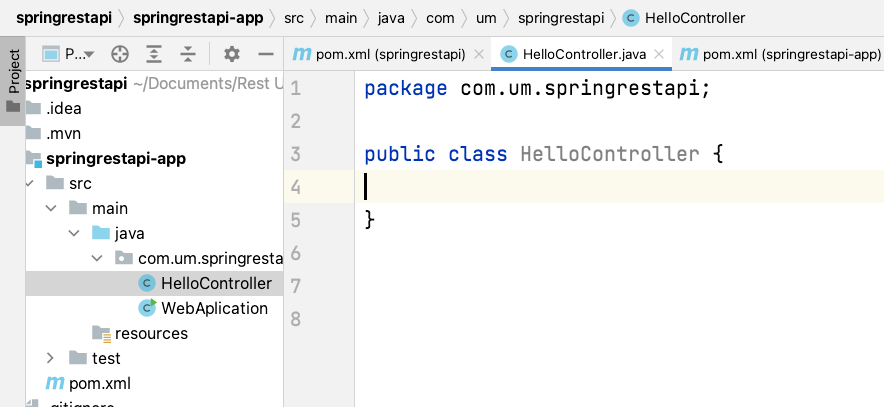 springrestapi springrestapi-app src main java com um springrestapi HelloController
Project
P...
pom.xml (springrestapi)
HelloController.java
pom.xml (springrestapi-app)
springrestapi ~/Documents/Rest U
.idea
.mvn
springrestapi-app
src
main
java
com.um.springresta
HelloController
WebAplication
resources
test
pom.xml
.gitignore
1 package com.um.springrestapi;
2
3 public class HelloController {
4
5 }
6
7
8